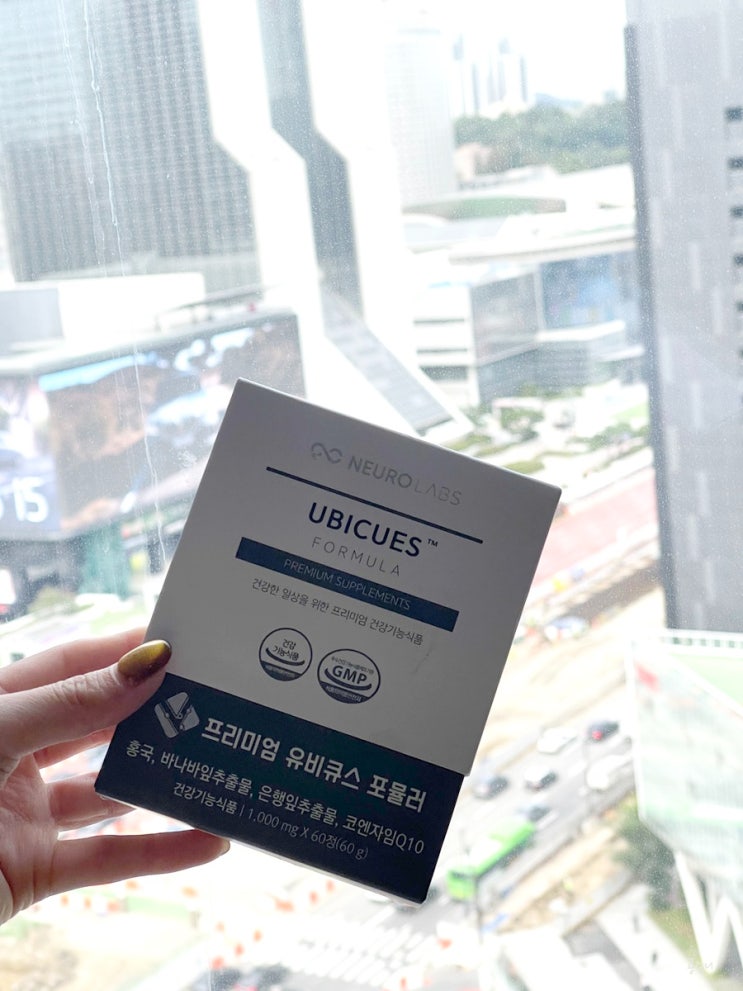 NEUROLABS
UBICUES™
FORMULA
PREMIUM SUPPLEMENTS
건강한 일상을 위한 프리미엄 건강기능식품
건강
기능식품
GMP
프리미엄 유비큐스 포뮬러
홍국, 바나바잎추출물, 은행잎추출물, 코엔자임Q10
건강기능식품 | 1,000 mg X 60정(60 g)
15